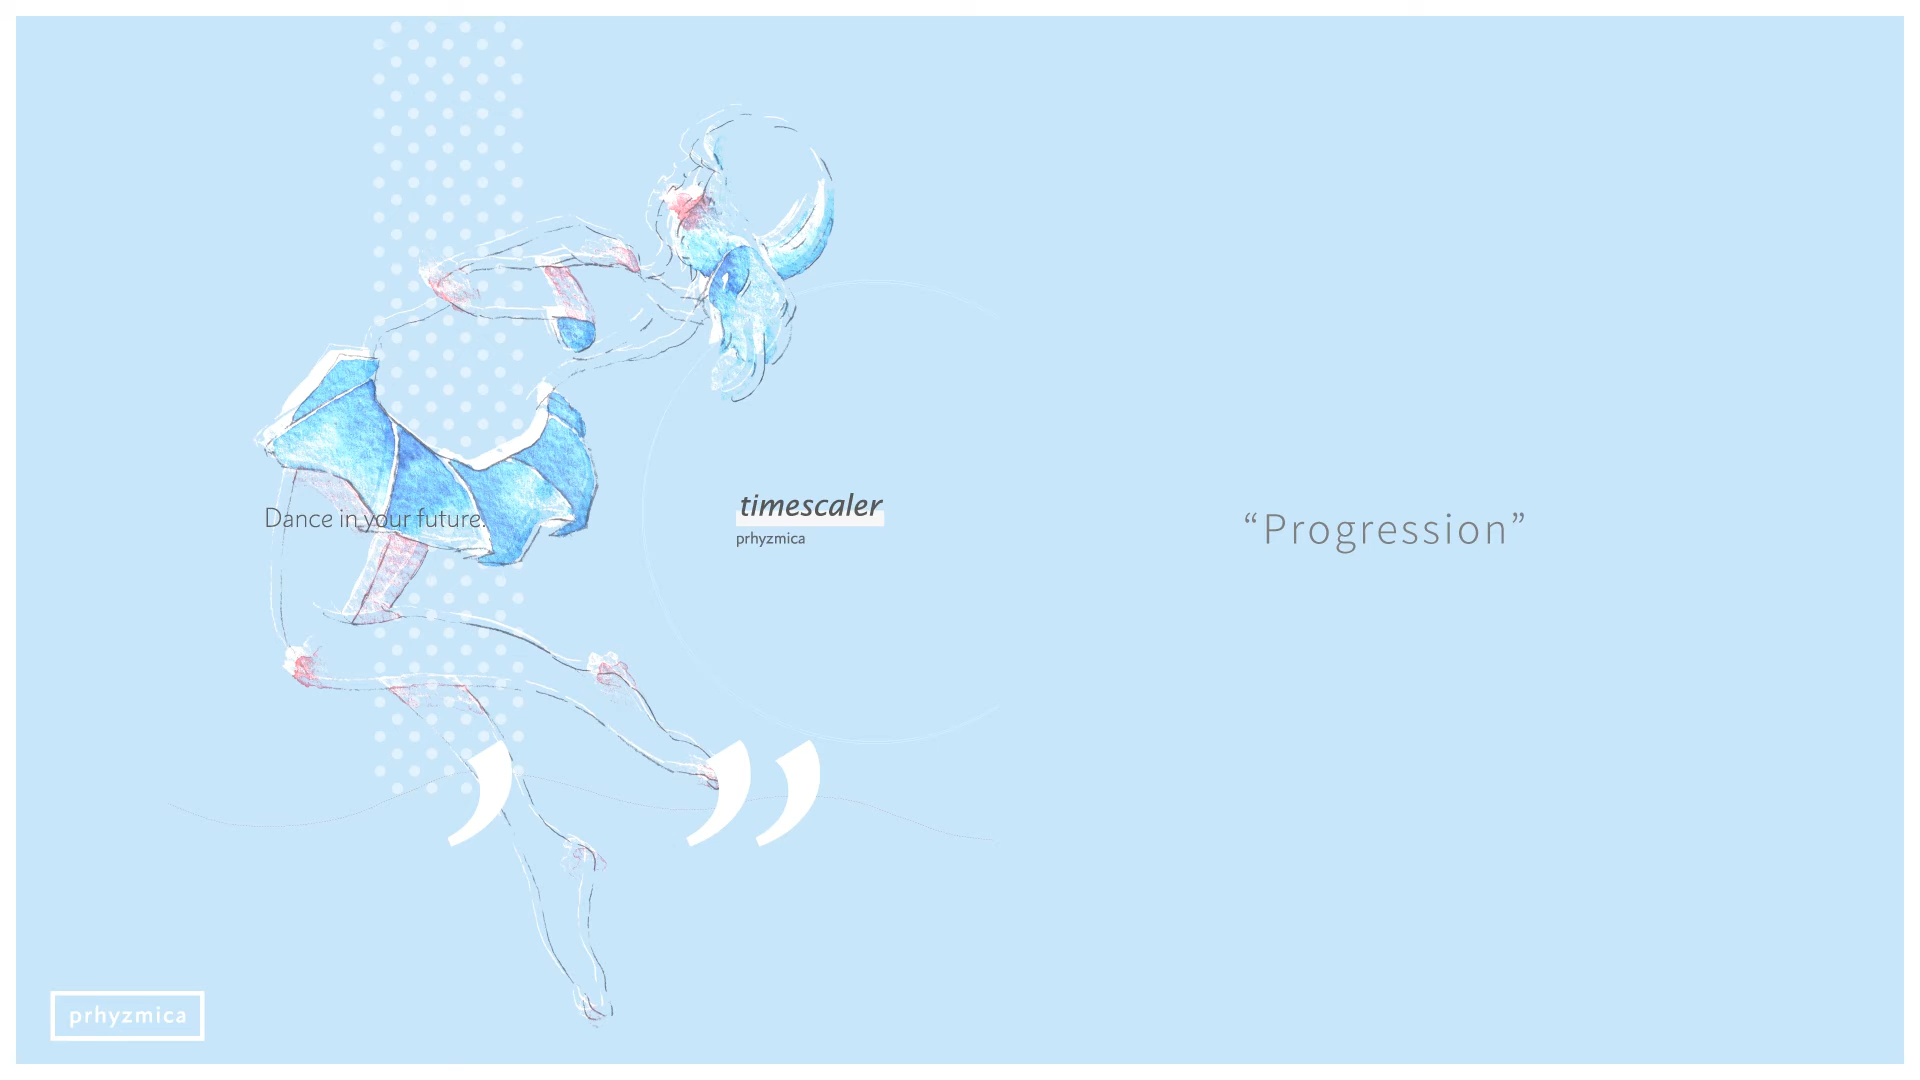 Dance in your future.
timescaler
prhyzmica
“Progression”
prhyzmica